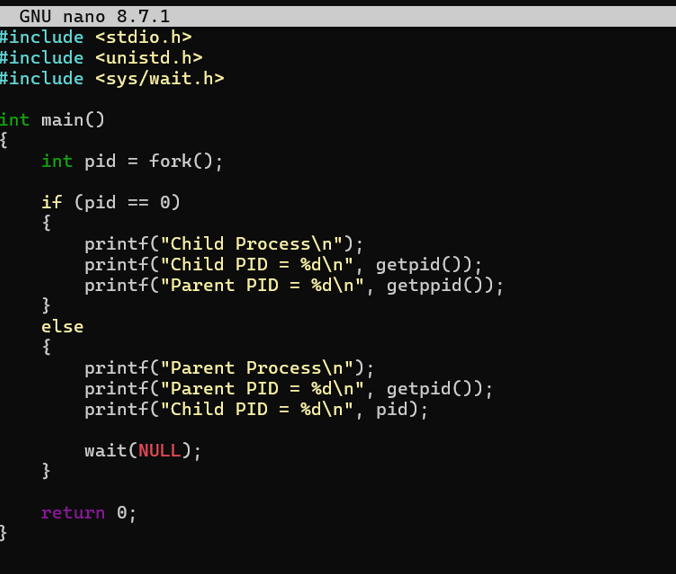 GNU nano 8.7.1
#include <stdio.h>
#include <unistd.h>
#include <sys/wait.h>

int main()
{
    int pid = fork();

    if (pid == 0)
    {
        printf("Child Process\n");
        printf("Child PID = %d\n", getpid());
        printf("Parent PID = %d\n", getppid());
    }
    else
    {
        printf("Parent Process\n");
        printf("Parent PID = %d\n", getpid());
        printf("Child PID = %d\n", pid);

        wait(NULL);
    }

    return 0;
}